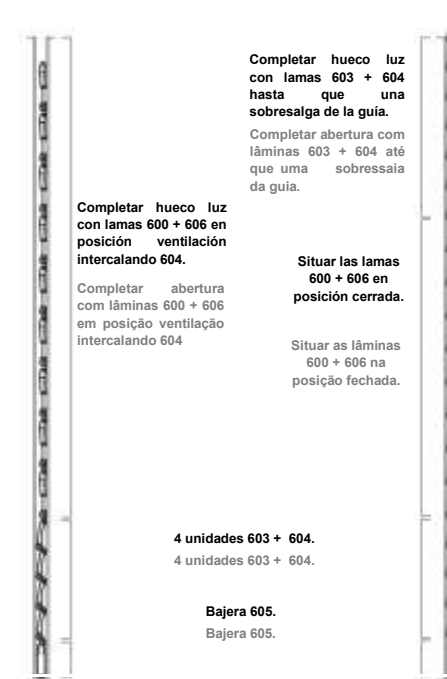 Completar hueco luz
con lamas 603 + 604
hasta que una
sobresalga de la guía.
Completar abertura com
lâminas 603 + 604 até
que uma sobressaia
da guia.
Completar hueco luz
con lamas 600 + 606 en
posición ventilación
intercalando 604.
Completar abertura
com lâminas 600 + 606
em posição ventilação
intercalando 604
Situar las lamas
600 + 606 en
posición cerrada.
Situar as lâminas
600 + 606 na
posição fechada.
4 unidades 603 + 604.
4 unidades 603 + 604.
Bajera 605.
Bajera 605.